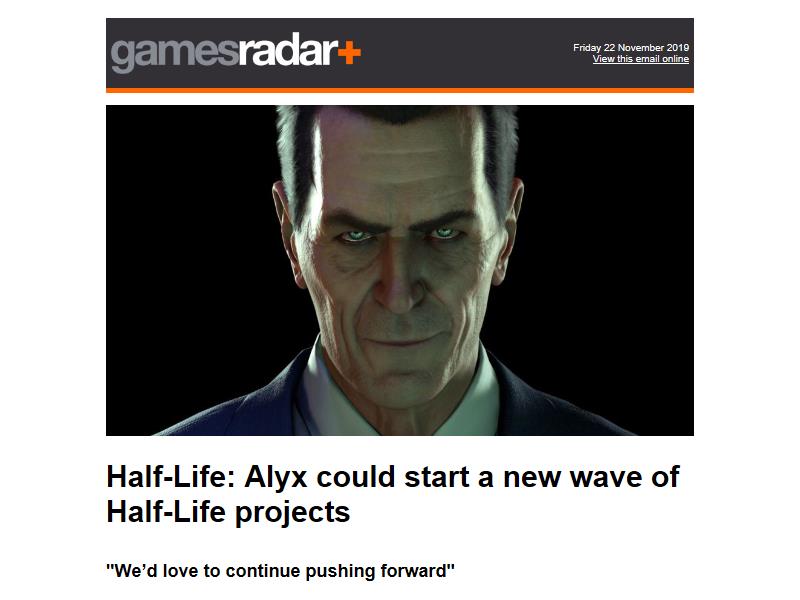 gamesradar+
Friday 22 November 2019
View this email online
Half-Life: Alyx could start a new wave of
Half-Life projects
"We’d love to continue pushing forward"